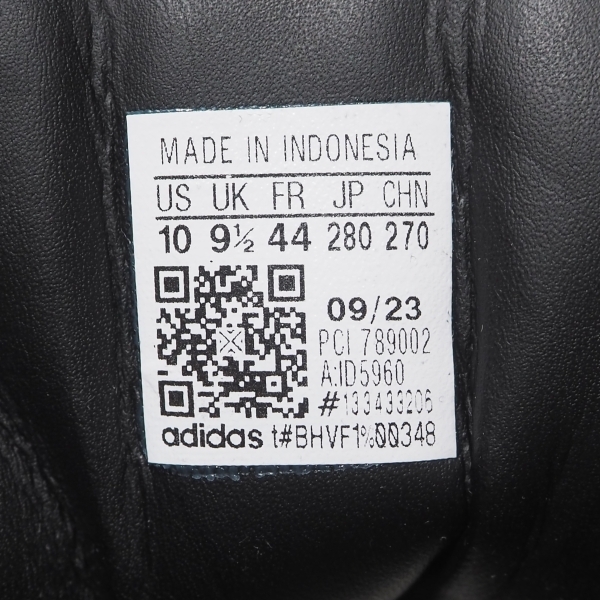 MADE IN INDONESIA
US UK FR JP CHN
10 9½ 44 280 270
09/23
PCI 789002
A:ID5960
#133433206
adidas t#BHVF1%00348